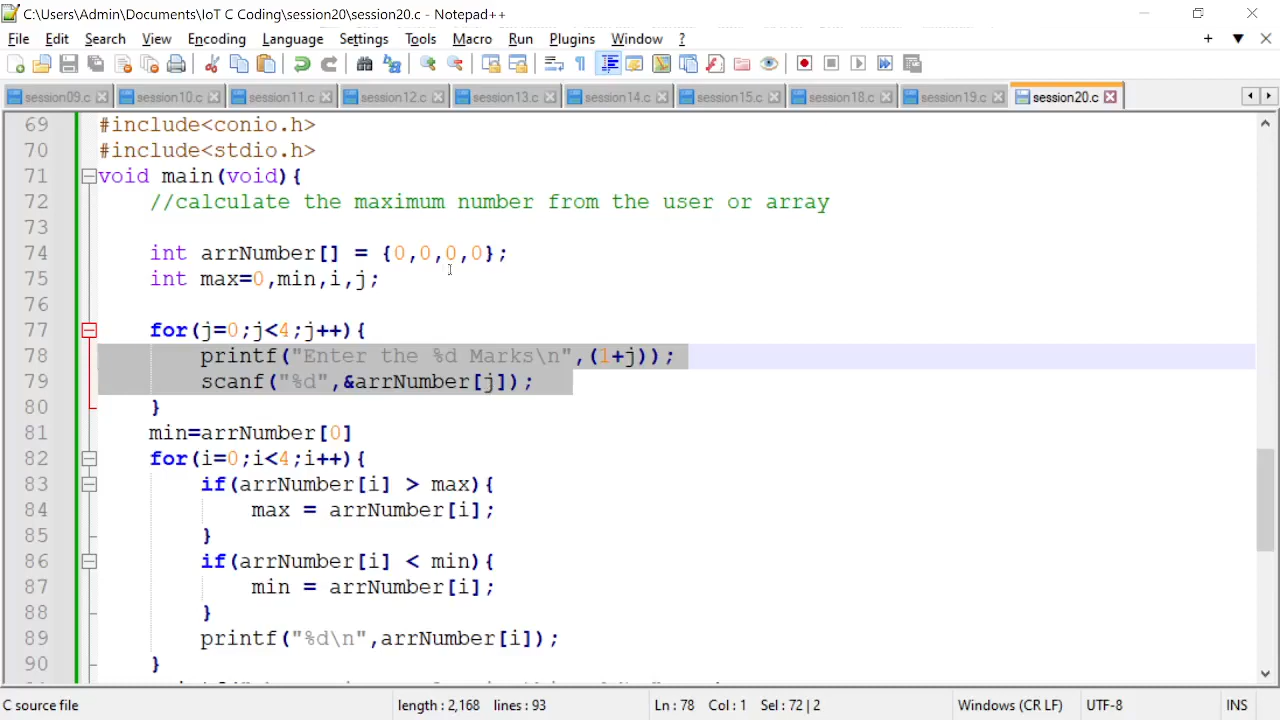 C:\Users\Admin\Documents\IoT C Coding\session20\session20.c - Notepad++
File Edit Search View Encoding Language Settings Tools Macro Run Plugins Window ?
session09.c session10.c session11.c session12.c session13.c session14.c session15.c session18.c session19.c session20.c
69 #include<conio.h>
70 #include<stdio.h>
71 void main(void){
72 //calculate the maximum number from the user or array
73
74 int arrNumber[] = {0,0,0,0};
75 int max=0,min,i,j;
76
77 for(j=0;j<4;j++){
78 printf("Enter the %d Marks\n",(1+j));
79 scanf("%d",&arrNumber[j]);
80 }
81 min=arrNumber[0]
82 for(i=0;i<4;i++){
83 if(arrNumber[i] > max){
84 max = arrNumber[i];
85 }
86 if(arrNumber[i] < min){
87 min = arrNumber[i];
88 }
89 printf("%d\n",arrNumber[i]);
90 }
C source file length : 2,168 lines : 93 Ln : 78 Col : 1 Sel : 72 | 2 Windows (CR LF) UTF-8 INS